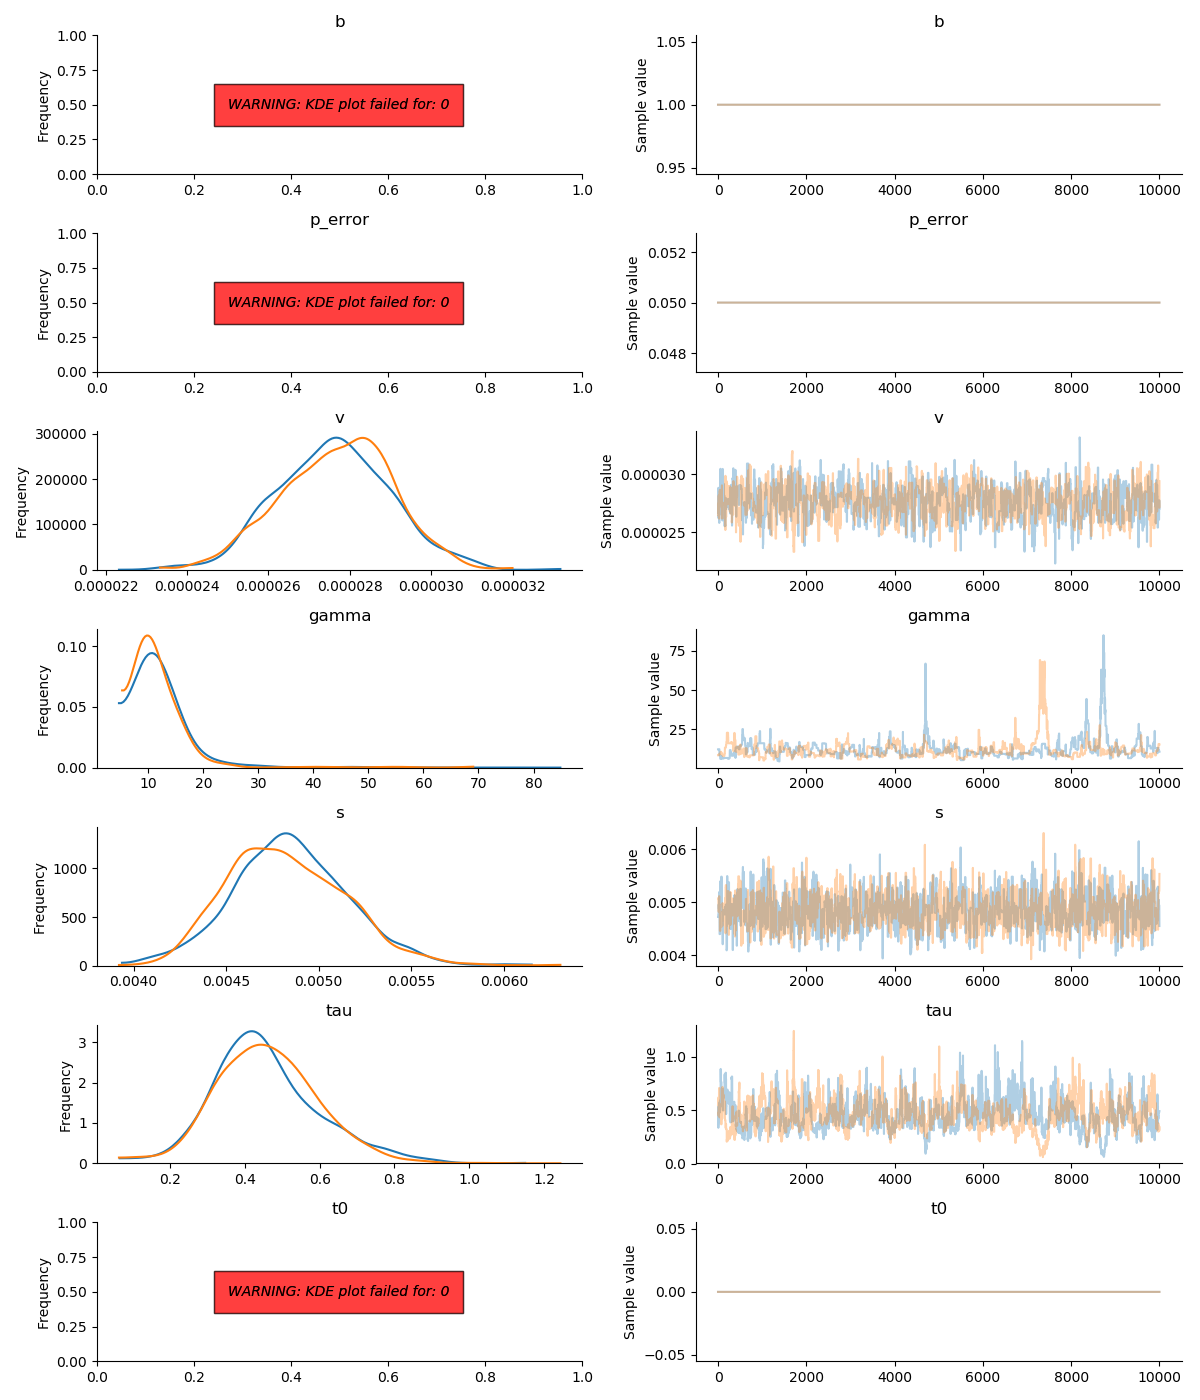 b
1.00
0.75
0.50
0.25
0.00
Frequency
WARNING: KDE plot failed for: 0
0.0 0.2 0.4 0.6 0.8 1.0
b
1.05
1.00
0.95
Sample value
0 2000 4000 6000 8000 10000
p_error
1.00
0.75
0.50
0.25
0.00
Frequency
WARNING: KDE plot failed for: 0
0.0 0.2 0.4 0.6 0.8 1.0
p_error
0.052
0.050
0.048
Sample value
0 2000 4000 6000 8000 10000
v
300000
200000
100000
0
Frequency
0.000022 0.000024 0.000026 0.000028 0.000030 0.000032
v
0.000030
0.000025
Sample value
0 2000 4000 6000 8000 10000
gamma
0.10
0.05
0.00
Frequency
10 20 30 40 50 60 70 80
gamma
75
50
25
Sample value
0 2000 4000 6000 8000 10000
s
1000
500
0
Frequency
0.0040 0.0045 0.0050 0.0055 0.0060
s
0.006
0.005
0.004
Sample value
0 2000 4000 6000 8000 10000
tau
3
2
1
0
Frequency
0.2 0.4 0.6 0.8 1.0 1.2
tau
1.0
0.5
0.0
Sample value
0 2000 4000 6000 8000 10000
t0
1.00
0.75
0.50
0.25
0.00
Frequency
WARNING: KDE plot failed for: 0
0.0 0.2 0.4 0.6 0.8 1.0
t0
0.05
0.00
−0.05
Sample value
0 2000 4000 6000 8000 10000